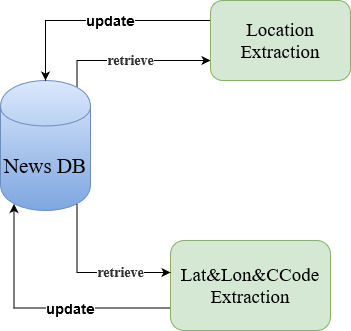 update
Location
Extraction
retrieve
News DB
retrieve
Lat&Lon&CCode
Extraction
update